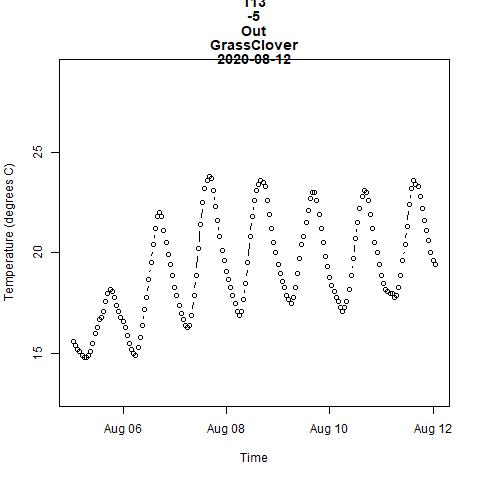 113
-5
Out
GrassClover
2020-08-12
Temperature (degrees C)
25
20
15
Aug 06
Aug 08
Aug 10
Aug 12
Time